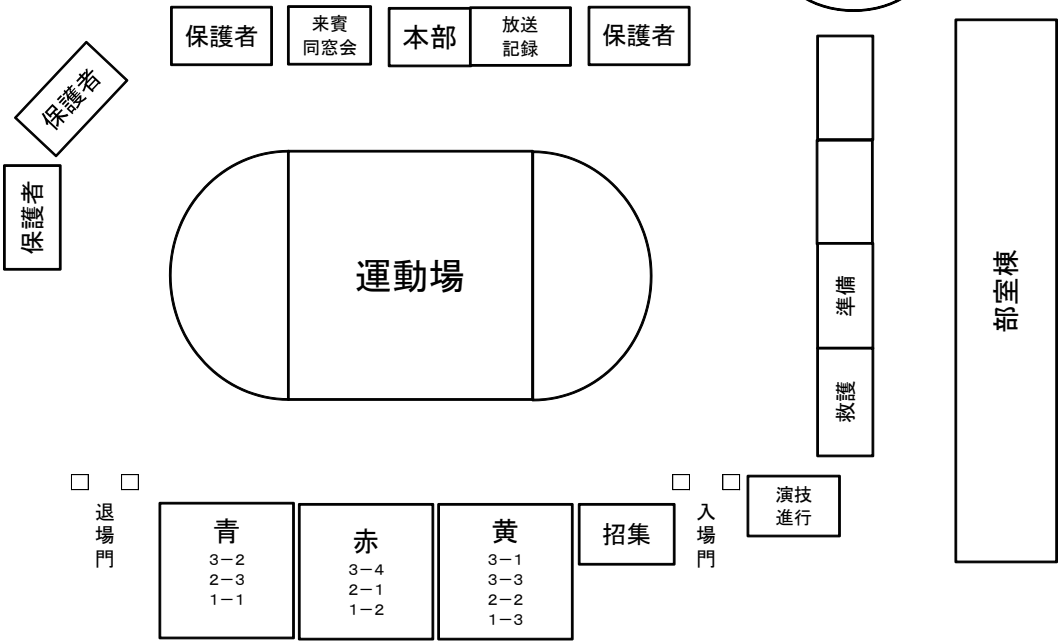 保護者
来賓
同窓会
本部
放送
記録
保護者
保護者
保護者
運動場
準備
救護
部室棟
退場門
青
3－2
2－3
1－1
赤
3－4
2－1
1－2
黄
3－1
3－3
2－2
1－3
招集
入場門
演技
進行